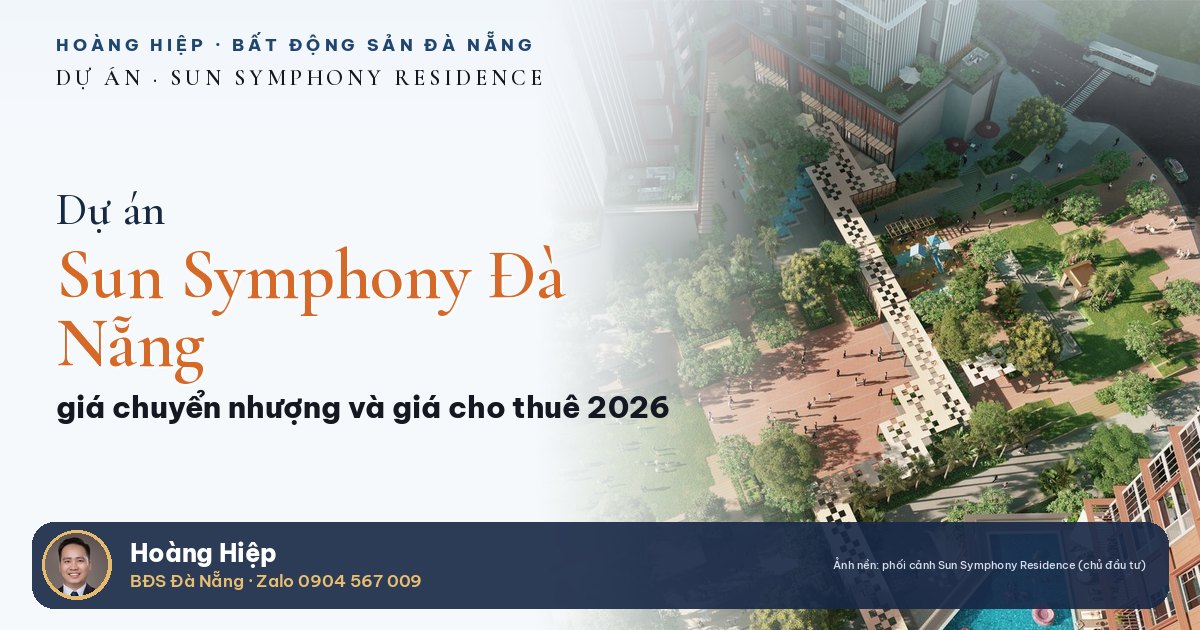 HOÀNG HIỆP · BẤT ĐỘNG SẢN ĐÀ NẴNG
DỰ ÁN · SUN SYMPHONY RESIDENCE
Dự án
Sun Symphony Đà
Nẵng
giá chuyển nhượng và giá cho thuê 2026
Hoàng Hiệp
BĐS Đà Nẵng · Zalo 0904 567 009
Ảnh nền: phối cảnh Sun Symphony Residence (chủ đầu tư)